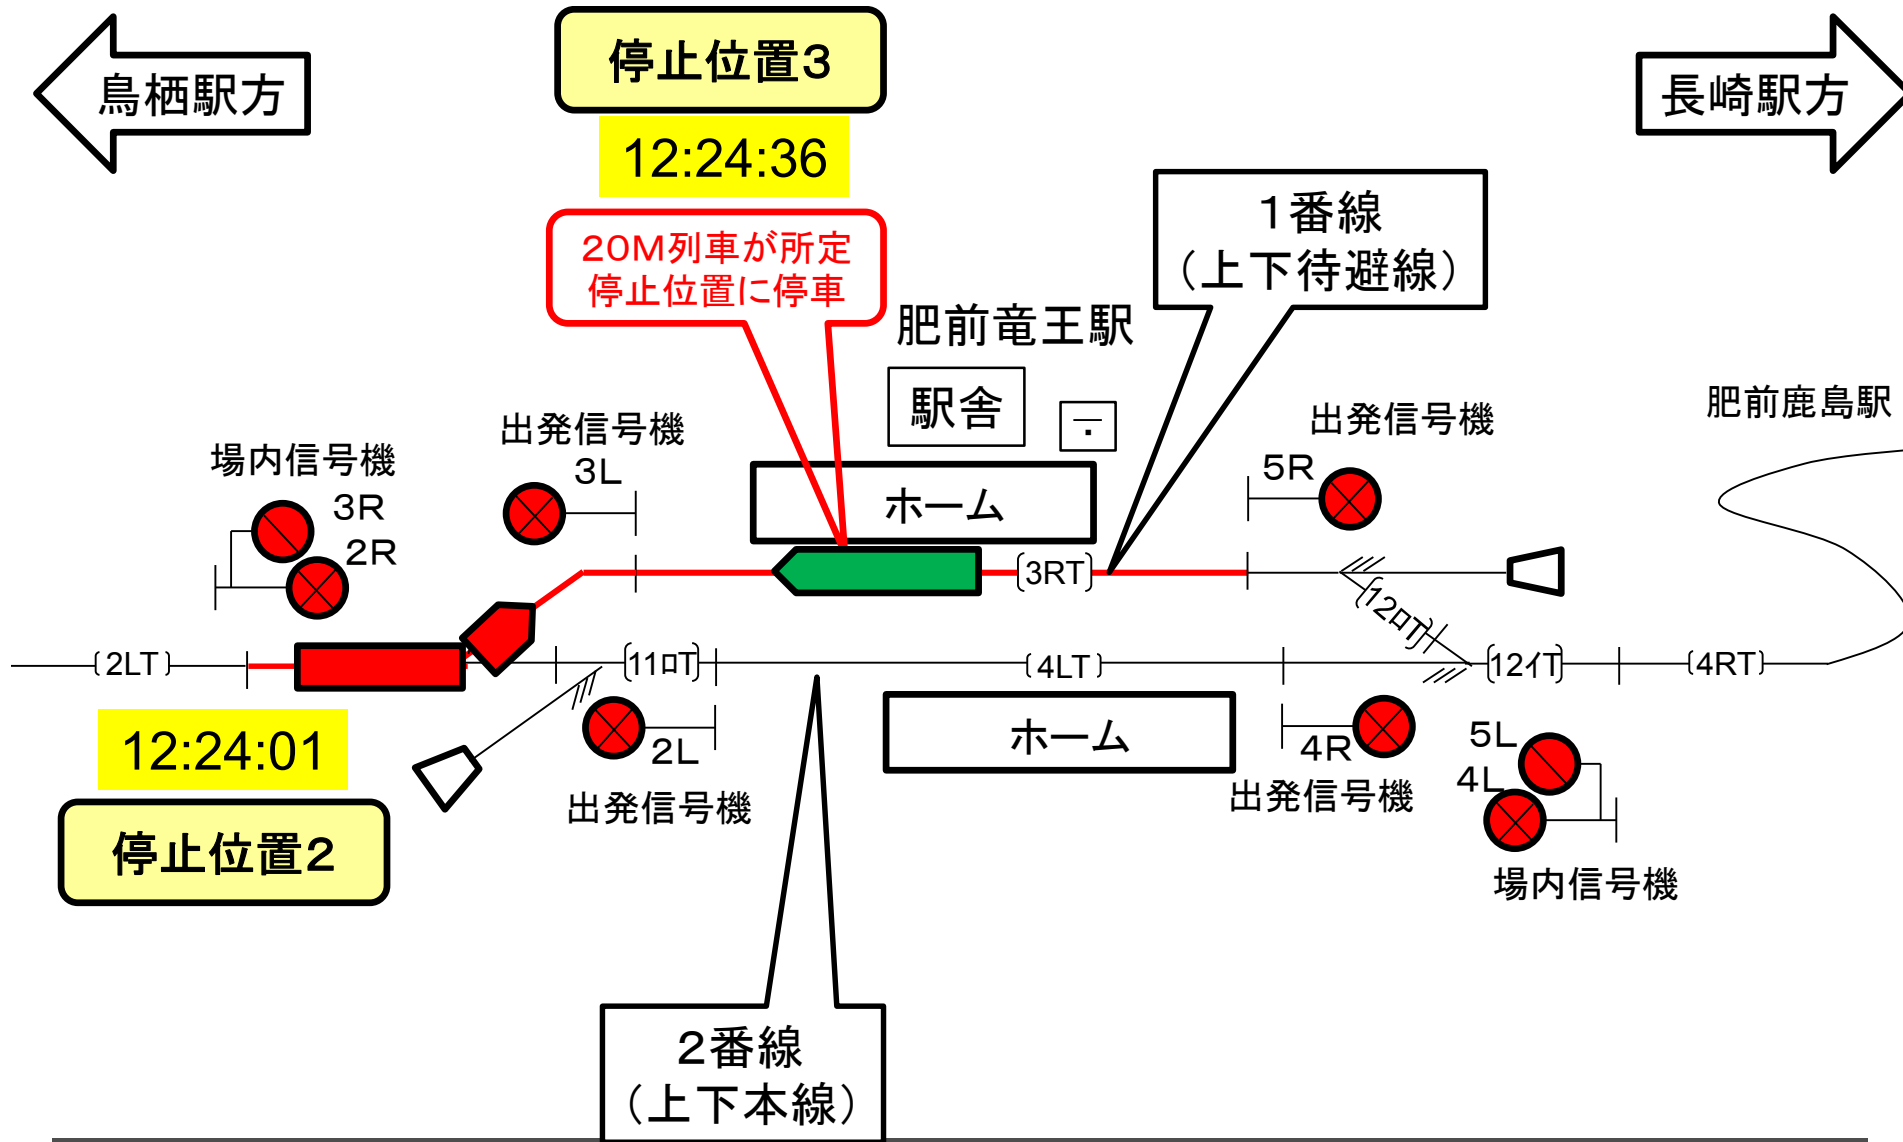 鳥栖駅方
停止位置3
長崎駅方
12:24:36
20M列車が所定
停止位置に停車
1番線
(上下待避線)
肥前竜王駅
駅舎
肥前鹿島駅
出発信号機
3L
出発信号機
5R
場内信号機
3R
2R
ホーム
3RT
12ロT
2LT
11ロT
4LT
12イT
4RT
12:24:01
2L
出発信号機
ホーム
4R
出発信号機
5L
4L
場内信号機
停止位置2
2番線
(上下本線)